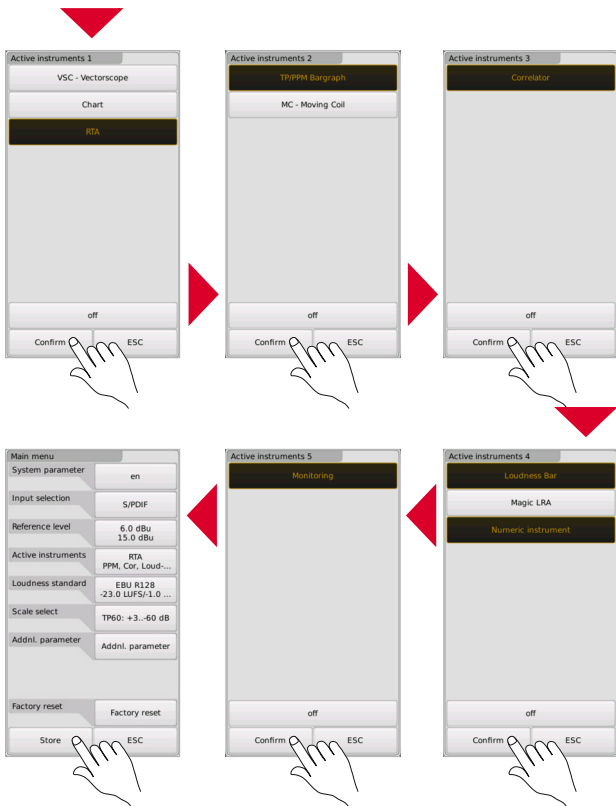 Active instruments 1
VSC - Vectorscope
Chart
RTA
off
Confirm
ESC
Active instruments 2
TP/PPM Bargraph
MC - Moving Coil
off
Confirm
ESC
Active instruments 3
Correlator
off
Confirm
ESC
Active instruments 4
Loudness Bar
Magic LRA
Numeric instrument
off
Confirm
ESC
Active instruments 5
Monitoring
off
Confirm
ESC
Main menu
System parameter
en
Input selection
S/PDIF
Reference level
6.0 dBu
15.0 dBu
Active instruments
RTA
PPM, Cor, Loud-...
Loudness standard
EBU R128
-23.0 LUFS/-1.0 ...
Scale select
TP60: +3..-60 dB
Addnl. parameter
Addnl. parameter
Factory reset
Factory reset
Store
ESC